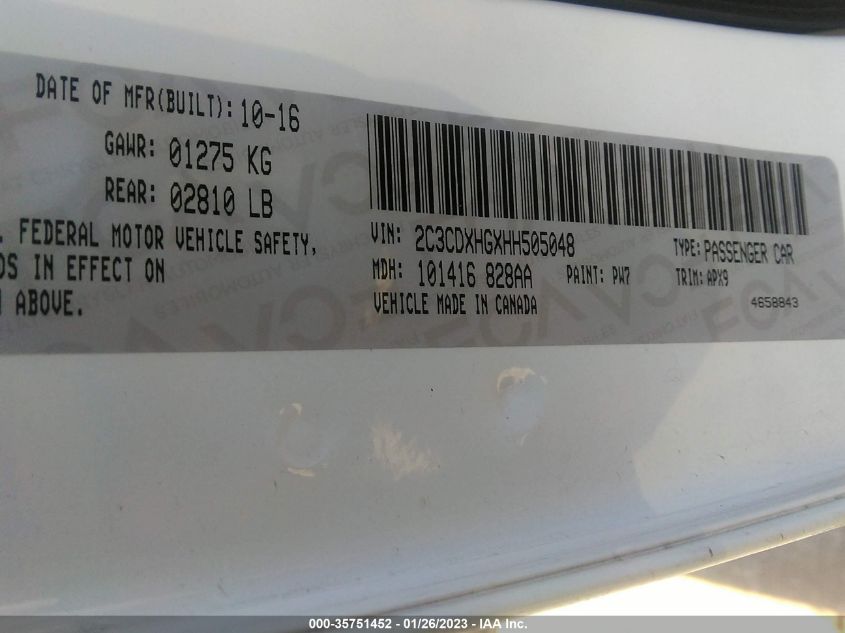 DATE OF MFR(BUILT): 10-16
GAWR: 01275 KG
REAR: 02810 LB
. FEDERAL MOTOR VEHICLE SAFETY,
DS IN EFFECT ON
ABOVE.
VIN: 2C3CDXHGXHH505048
TYPE: PASSENGER CAR
MDH: 101416 828AA
PAINT: PW7
TRIM: APX9
VEHICLE MADE IN CANADA
4658843
000-35751452 - 01/26/2023 - IAA Inc.